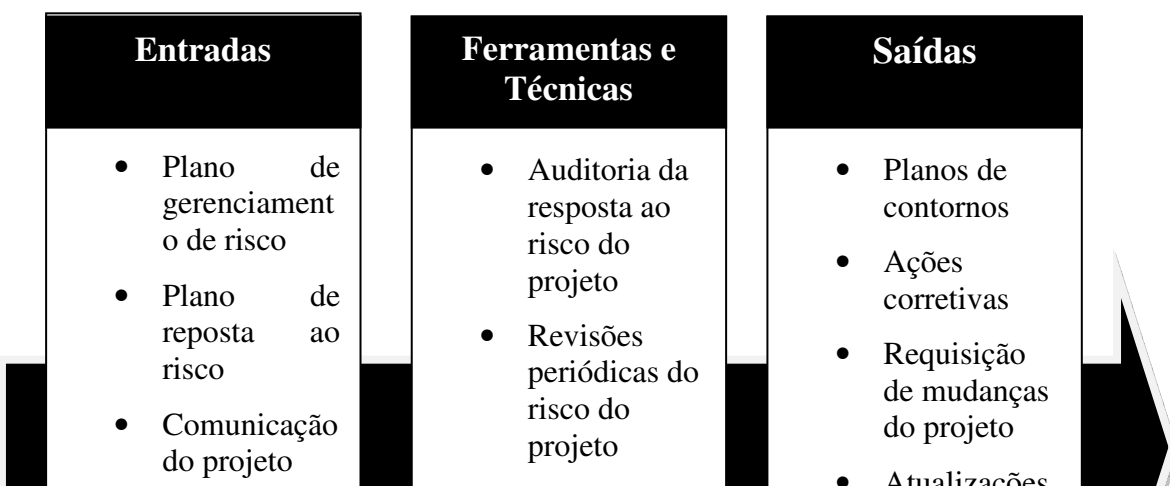 Entradas
• Plano de
gerenciament
o de risco
• Plano de
reposta ao
risco
• Comunicação
do projeto
Ferramentas e
Técnicas
• Auditoria da
resposta ao
risco do
projeto
• Revisões
periódicas do
risco do
projeto
Saídas
• Planos de
contornos
• Ações
corretivas
• Requisição
de mudanças
do projeto
• Atualizações